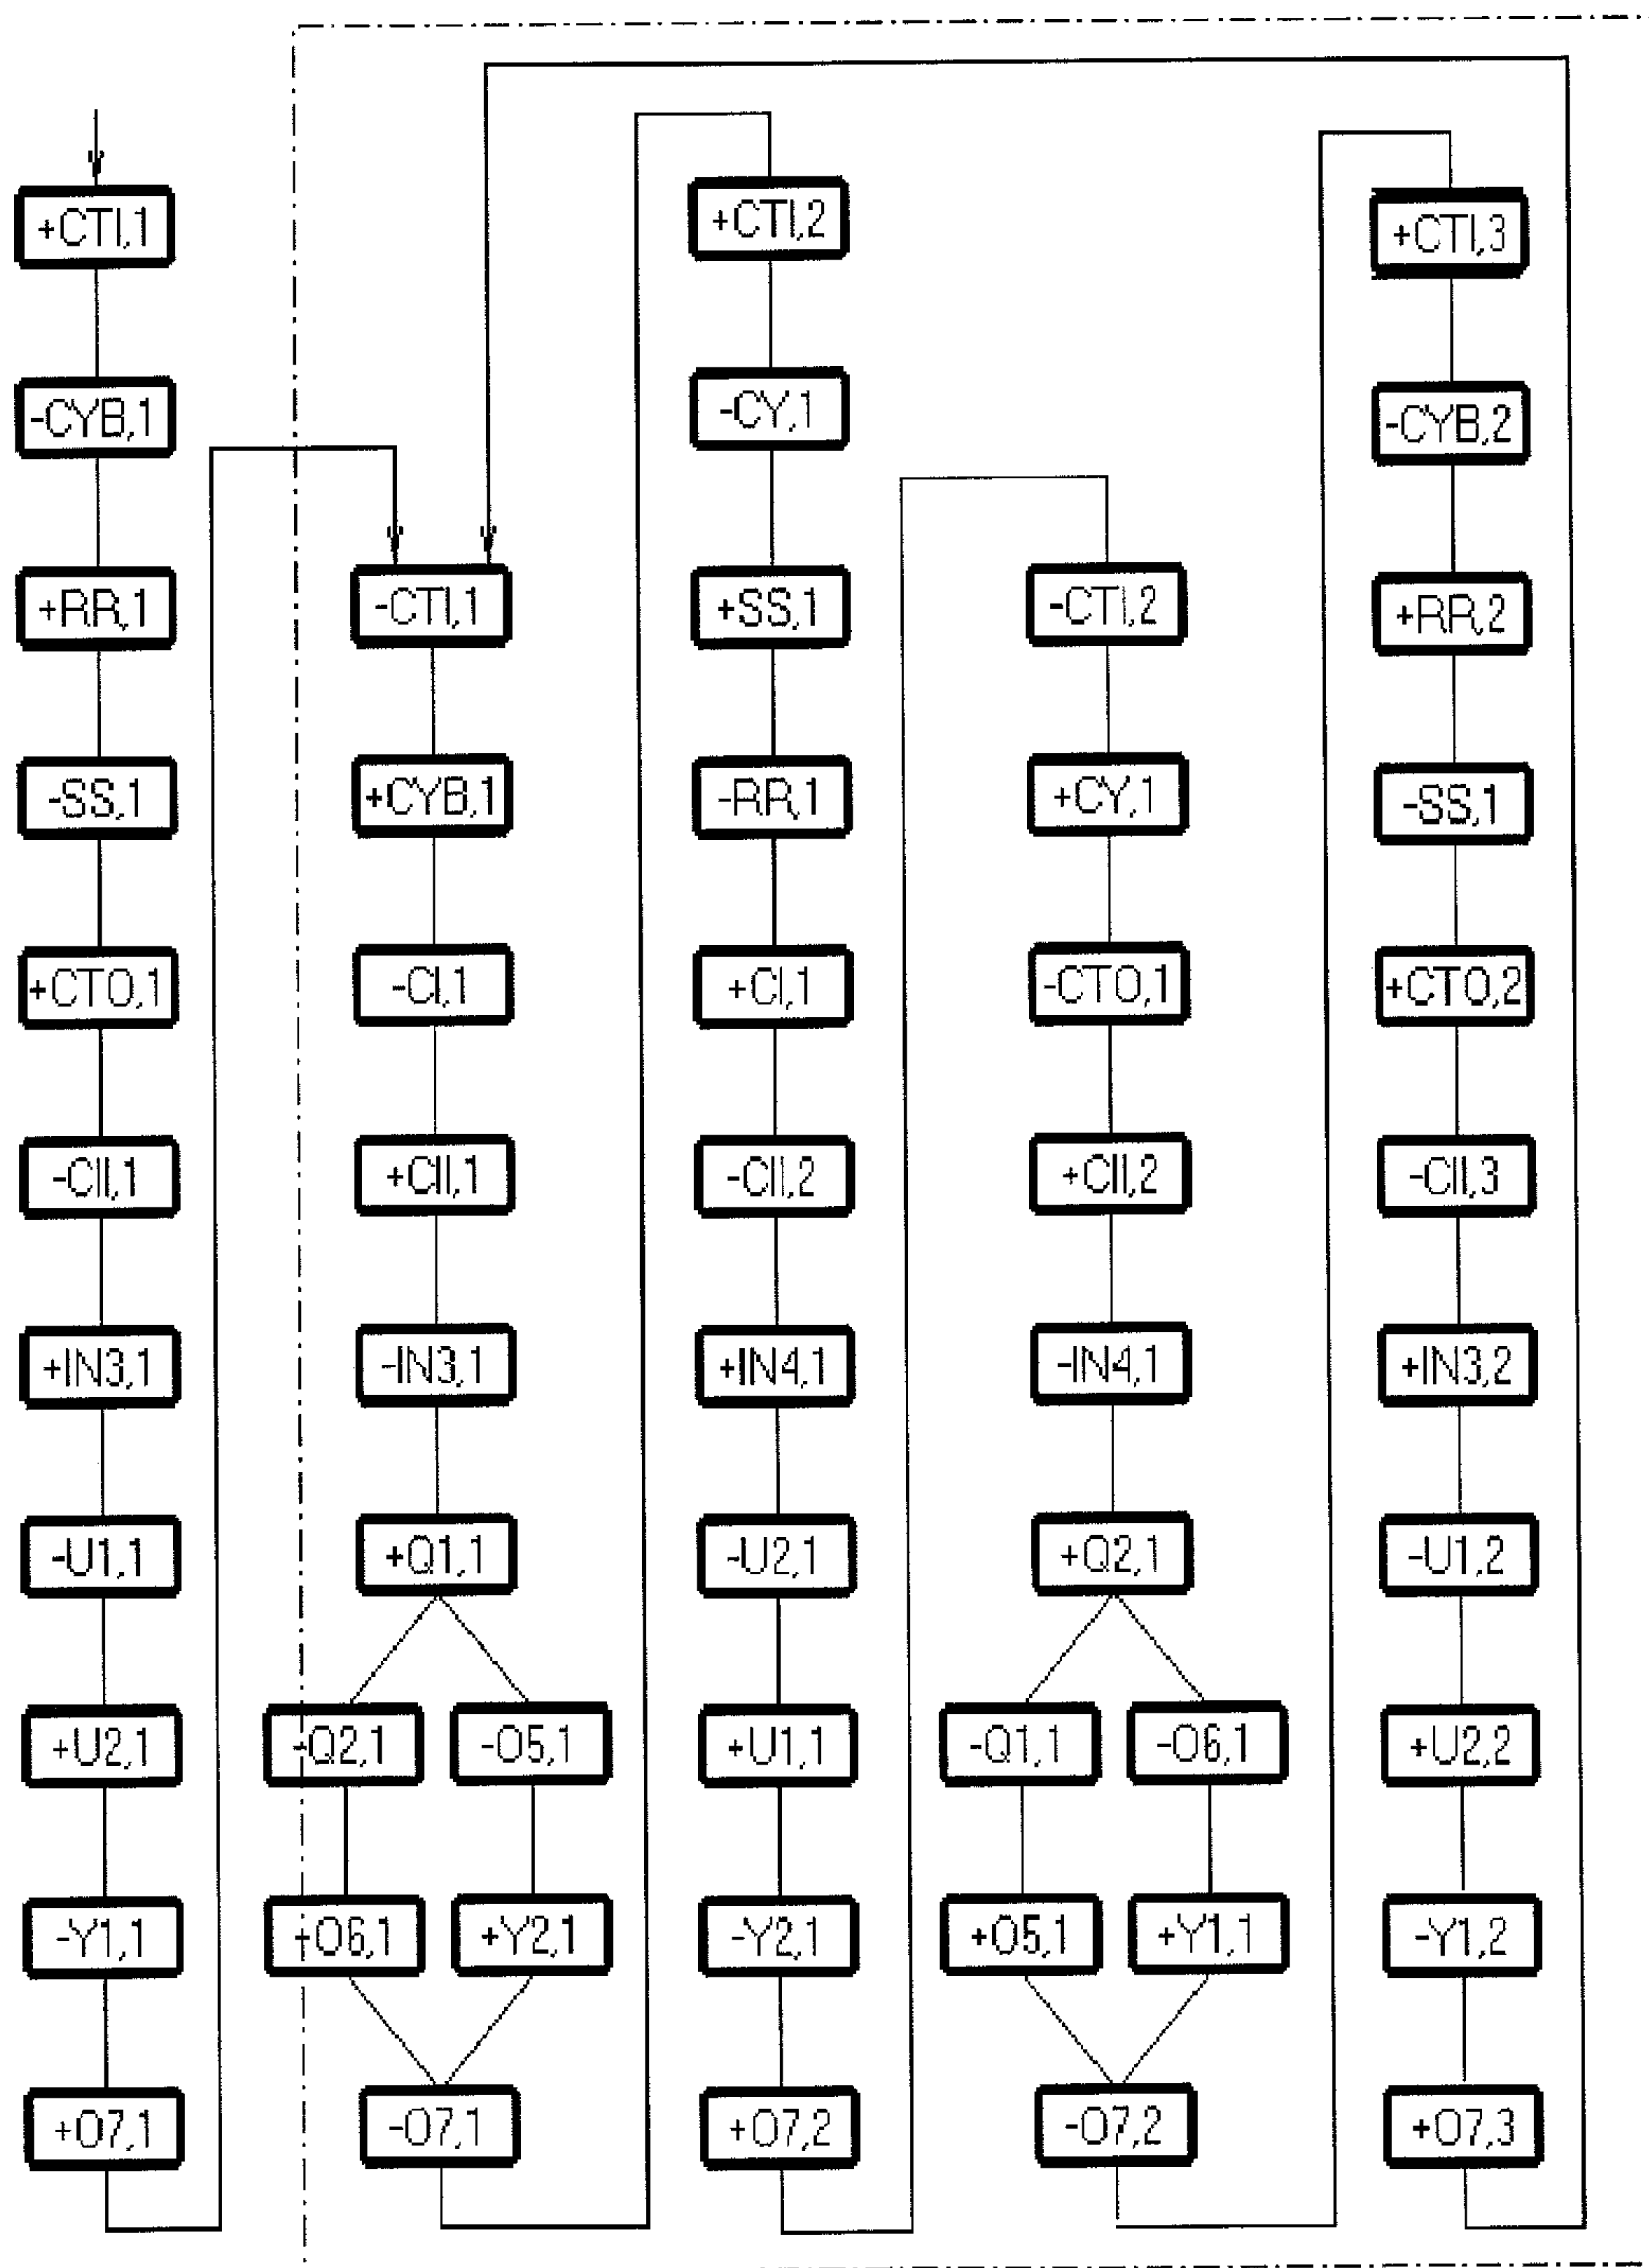 +CTI,1
-CYB,1
+RR,1
-SS,1
+CTO,1
-CII,1
+IN3,1
-U1,1
+U2,1
-Y1,1
+O7,1
-CTI,1
+CYB,1
-CI,1
+CII,1
-IN3,1
+Q1,1
-Q2,1
-O5,1
+O6,1
+Y2,1
-O7,1
+CTI,2
-CY,1
+SS,1
-RR,1
+CI,1
-CII,2
+IN4,1
-U2,1
+U1,1
-Y2,1
+O7,2
-CTI,2
+CY,1
-CTO,1
+CII,2
-IN4,1
+Q2,1
-Q1,1
-O6,1
+O5,1
+Y1,1
-O7,2
+CTI,3
-CYB,2
+RR,2
-SS,1
+CTO,2
-CII,3
+IN3,2
-U1,2
+U2,2
-Y1,2
+O7,3